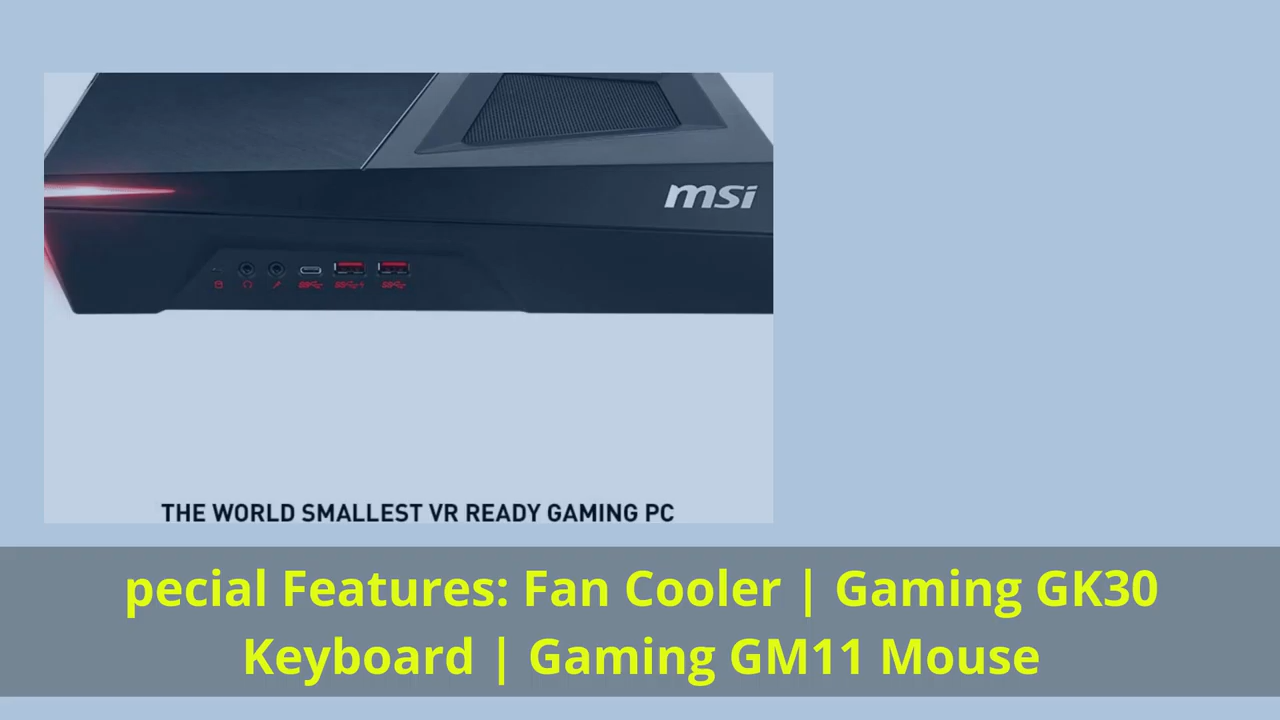 msi
THE WORLD SMALLEST VR READY GAMING PC
pecial Features: Fan Cooler | Gaming GK30
Keyboard | Gaming GM11 Mouse